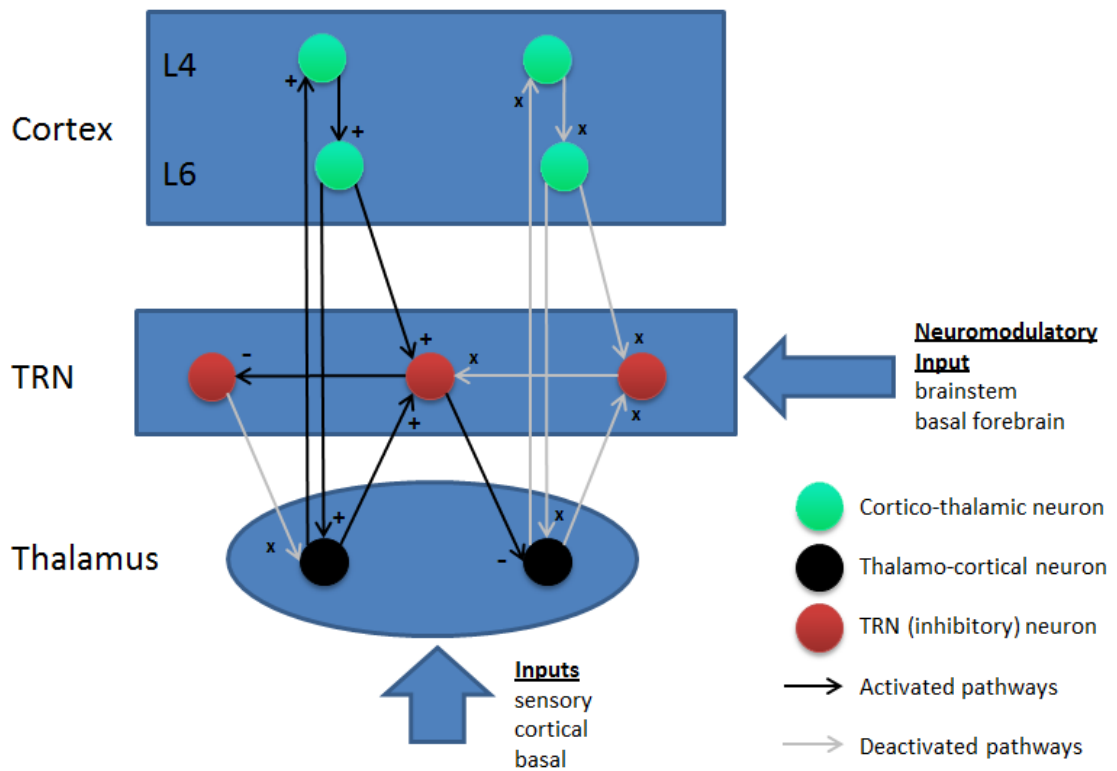 L4
+
x
Cortex
+
x
L6
Neuromodulatory
Input
brainstem
basal forebrain
TRN
-
+
x
x
+
x
Cortico-thalamic neuron
Thalamus
x
+
-
x
Thalamo-cortical neuron
TRN (inhibitory) neuron
Inputs
sensory
cortical
basal
Activated pathways
Deactivated pathways